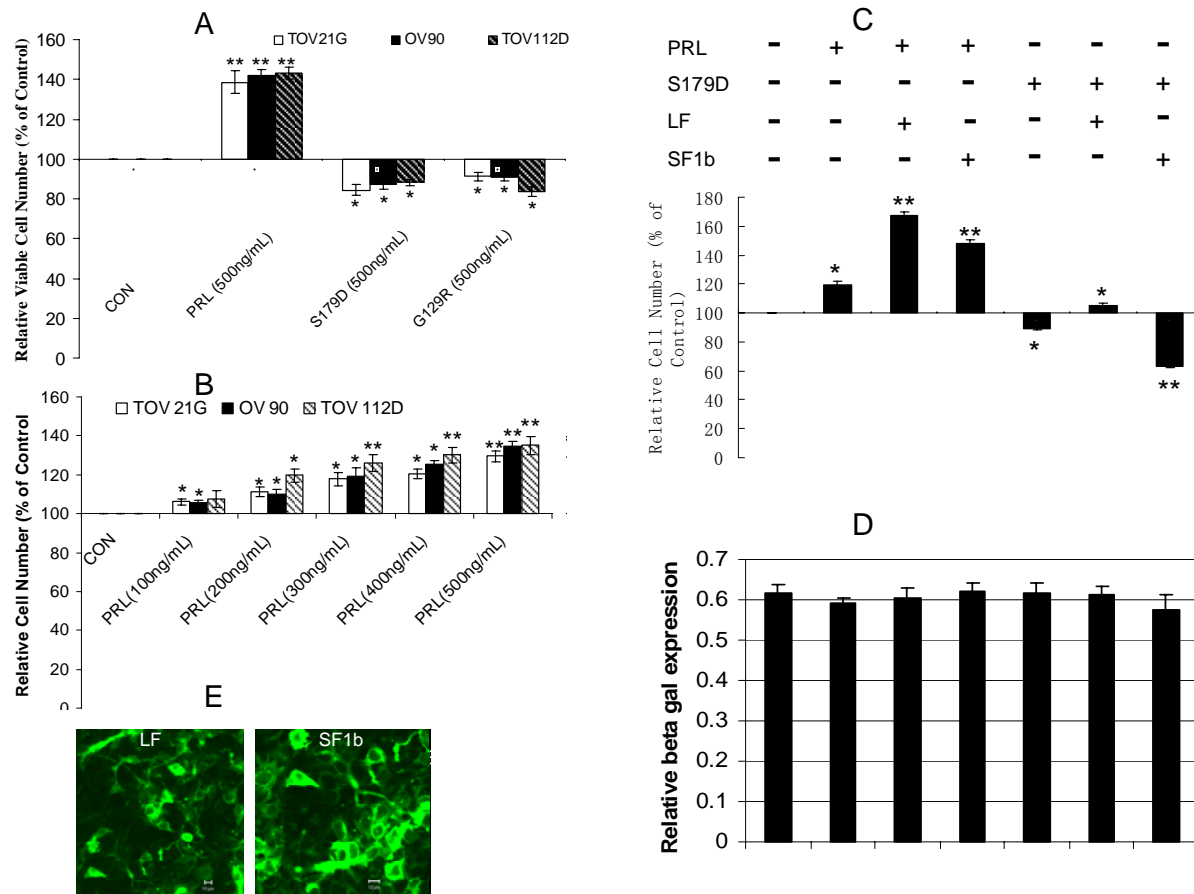 A
TOV21G OV90 TOV112D
Relative Viable Cell Number (% of Control)
160
140
120
100
80
60
40
20
0
** ** **
* * *
* * *
CON
PRL (500ng/mL)
S179D (500ng/mL)
G129R (500ng/mL)
B
TOV 21G OV 90 TOV 112D
Relative Cell Number (% of Control
160
140
120
100
80
60
40
20
0
* *
* * *
* * **
* * **
** ** **
CON
PRL(100ng/mL)
PRL(200ng/mL)
PRL(300ng/mL)
PRL(400ng/mL)
PRL(500ng/mL)
C
PRL - + + + - - -
S179D - - - - + + +
LF - - + - - + -
SF1b - - - + - - +
Relative Cell Number (% of Control)
180
160
140
120
100
80
60
40
20
0
* ** ** * * **
D
Relative beta gal expression
0.7
0.6
0.5
0.4
0.3
0.2
0.1
0
E
LF
SF1b